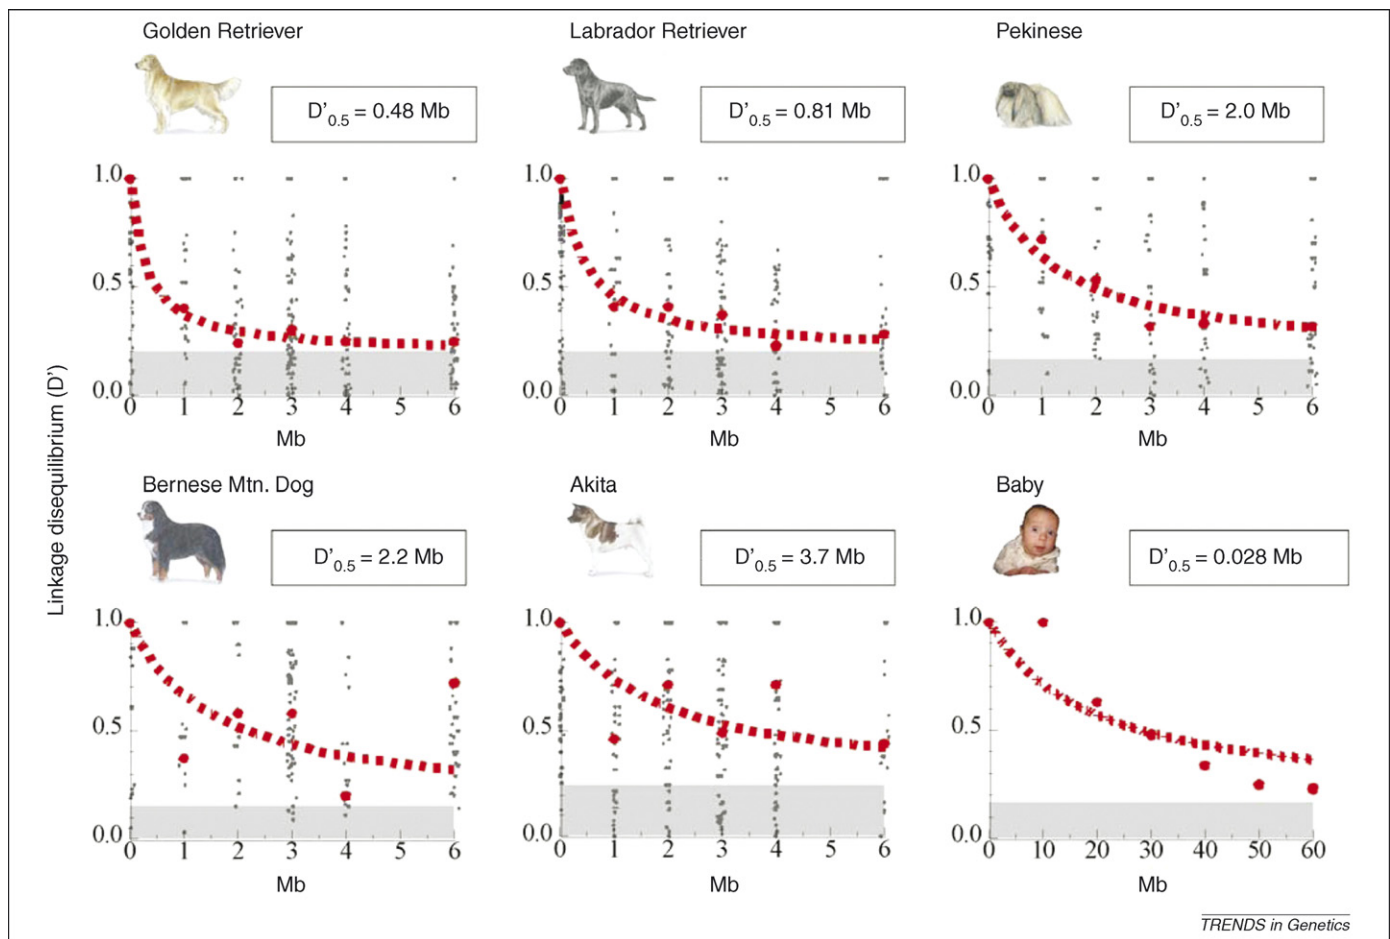 Golden Retriever
Labrador Retriever
Pekinese
D'0.5 = 0.48 Mb
D'0.5 = 0.81 Mb
D'0.5 = 2.0 Mb
1.0
0.5
0.0
0 1 2 3 4 5 6
Mb
1.0
0.5
0.0
0 1 2 3 4 5 6
Mb
1.0
0.5
0.0
0 1 2 3 4 5 6
Mb
Linkage disequilibrium (D')
Bernese Mtn. Dog
Akita
Baby
D'0.5 = 2.2 Mb
D'0.5 = 3.7 Mb
D'0.5 = 0.028 Mb
1.0
0.5
0.0
0 1 2 3 4 5 6
Mb
1.0
0.5
0.0
0 1 2 3 4 5 6
Mb
1.0
0.5
0.0
0 10 20 30 40 50 60
Mb
TRENDS in Genetics